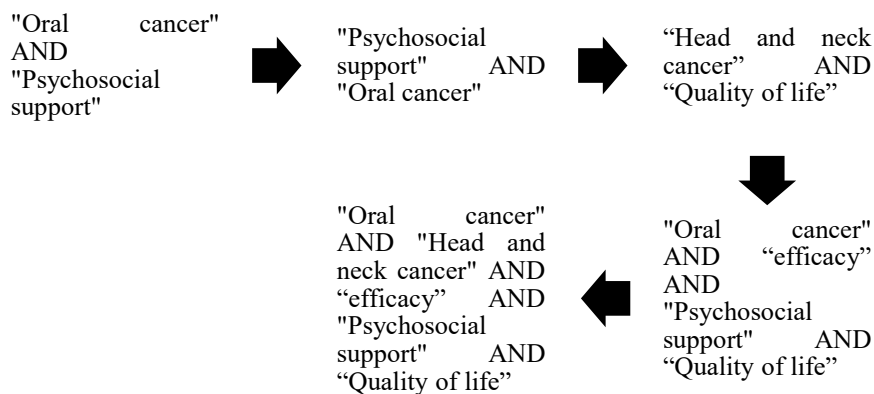 "Oral cancer"
AND
"Psychosocial
support"
"Psychosocial
support" AND
"Oral cancer"
“Head and neck
cancer” AND
“Quality of life”
"Oral cancer"
AND “efficacy”
AND
"Psychosocial
support" AND
“Quality of life”
"Oral cancer"
AND "Head and
neck cancer" AND
“efficacy” AND
"Psychosocial
support" AND
“Quality of life”